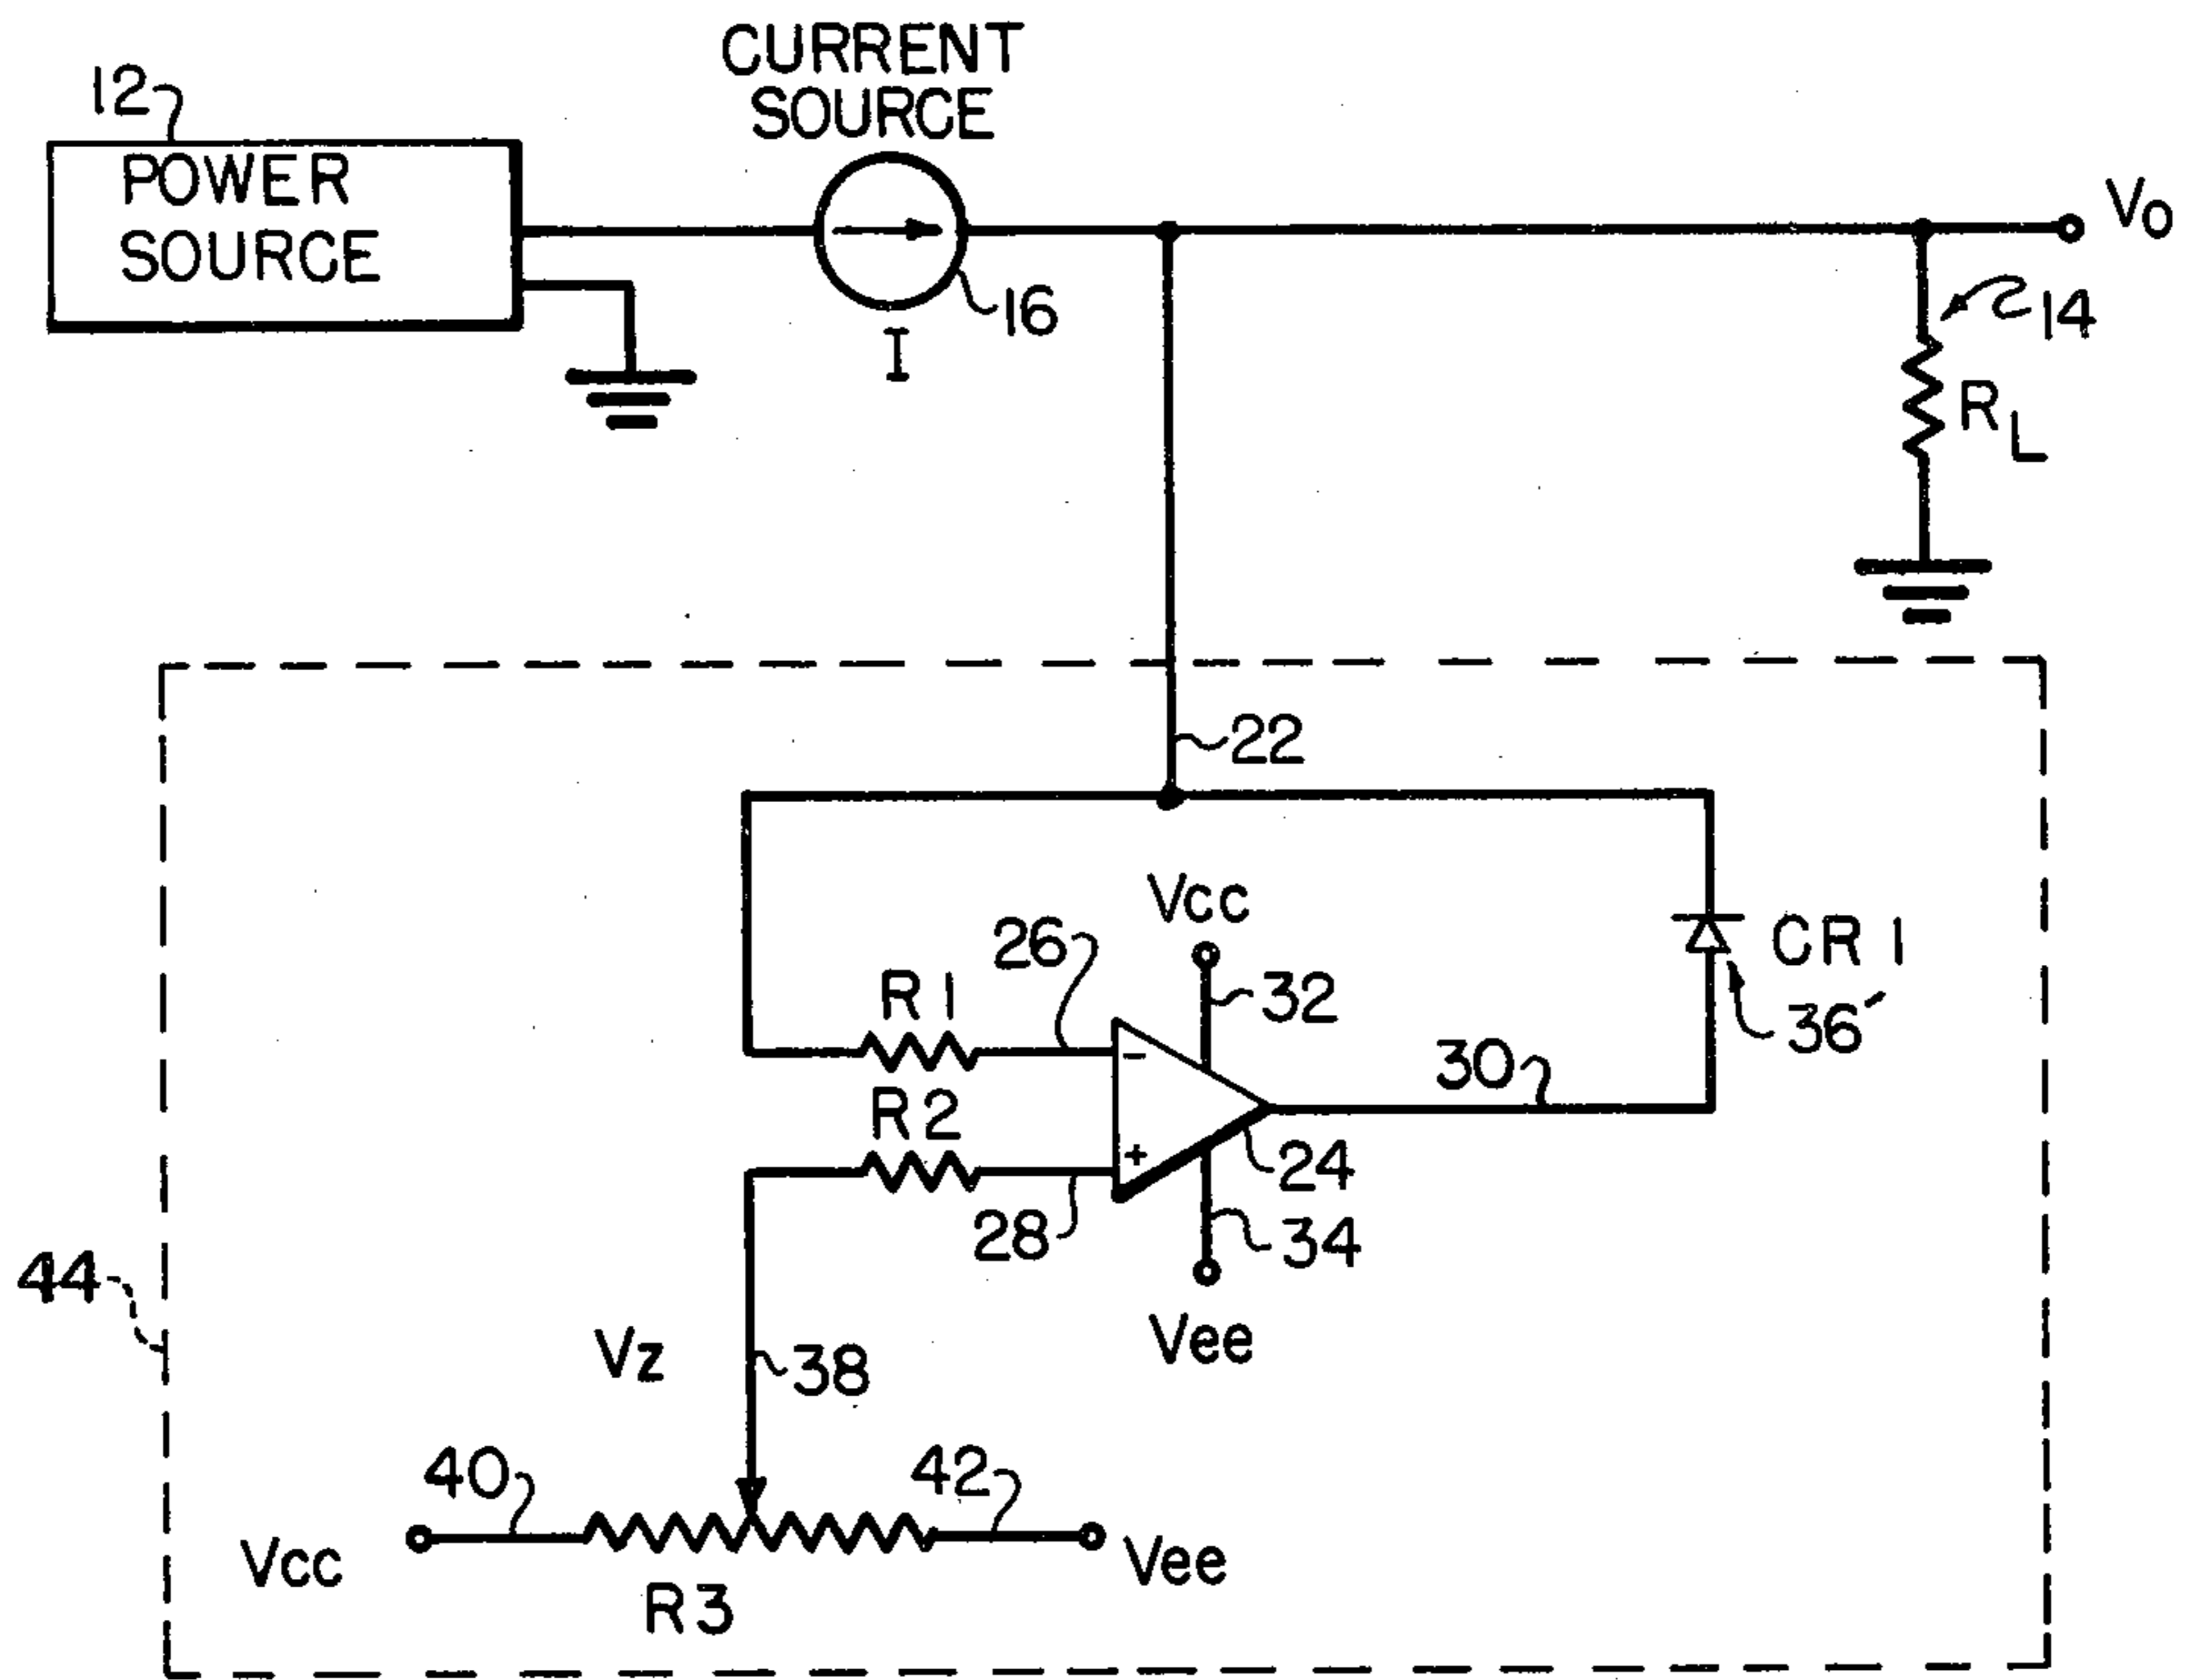 CURRENT
SOURCE
12
POWER
SOURCE
16
I
Vo
14
RL
22
Vcc
26
32
CR1
36'
R1
-
30
R2
+
24
28
34
Vee
44
Vz
38
40
42
Vcc
Vee
R3